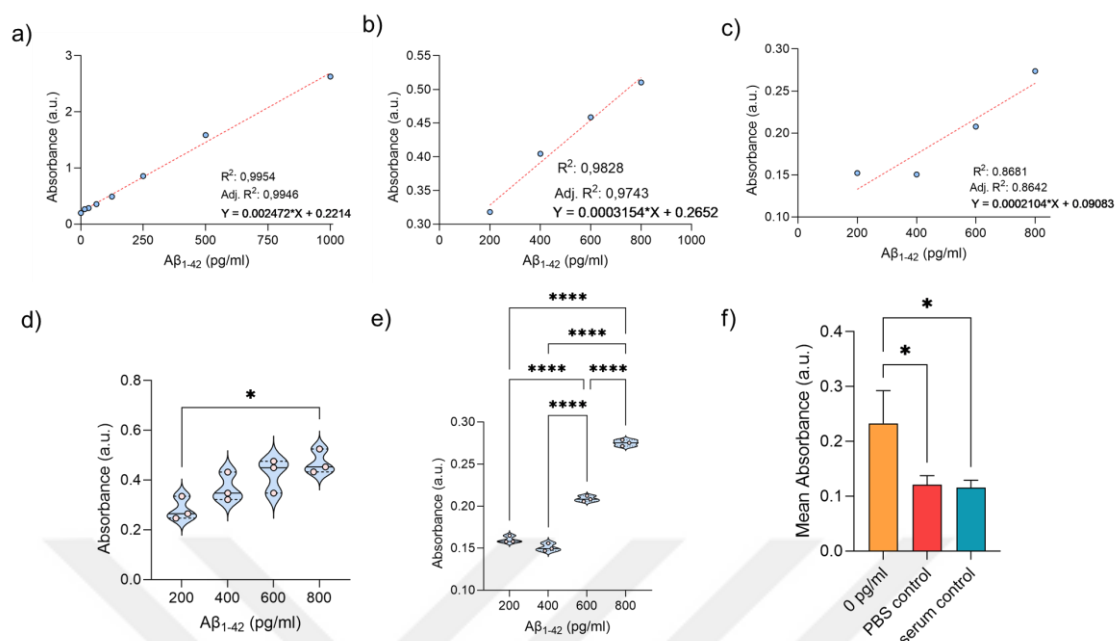 a)
3
2
1
0
Absorbance (a.u.)
0 250 500 750 1000
Aβ1-42 (pg/ml)
R2: 0,9954
Adj. R2: 0,9946
Y = 0.002472*X + 0.2214
b)
0.55
0.50
0.45
0.40
0.35
0.30
Absorbance (a.u.)
0 200 400 600 800 1000
Aβ1-42 (pg/ml)
R2: 0,9828
Adj. R2: 0,9743
Y = 0.0003154*X + 0.2652
c)
0.30
0.25
0.20
0.15
0.10
Absorbance (a.u.)
200 400 600 800
Aβ1-42 (pg/ml)
R2: 0.8681
Adj. R2: 0.8642
Y = 0.0002104*X + 0.09083
d)
0.8
0.6
0.4
0.2
0.0
Absorbance (a.u.)
*
200 400 600 800
Aβ1-42 (pg/ml)
e)
****
****
**** ****
****
0.30
0.25
0.20
0.15
0.10
Absorbance (a.u.)
200 400 600 800
Aβ1-42 (pg/ml)
f)
*
*
0.4
0.3
0.2
0.1
0.0
Mean Absorbance (a.u.)
0 pg/ml
PBS control
serum control